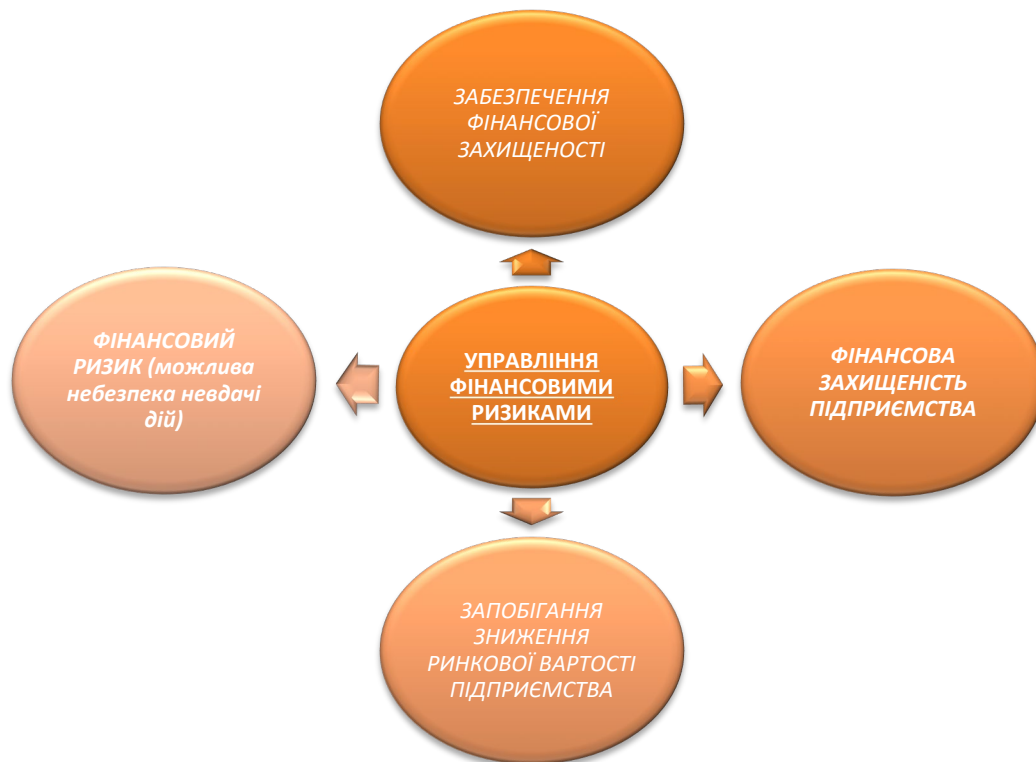 ЗАБЕЗПЕЧЕННЯ
ФІНАНСОВОЇ
ЗАХИЩЕНОСТІ
ФІНАНСОВИЙ
РИЗИК (можлива
небезпека невдачі
дій)
УПРАВЛІННЯ
ФІНАНСОВИМИ
РИЗИКАМИ
ФІНАНСОВА
ЗАХИЩЕНІСТЬ
ПІДПРИЄМСТВА
ЗАПОБІГАННЯ
ЗНИЖЕННЯ
РИНКОВОЇ ВАРТОСТІ
ПІДПРИЄМСТВА